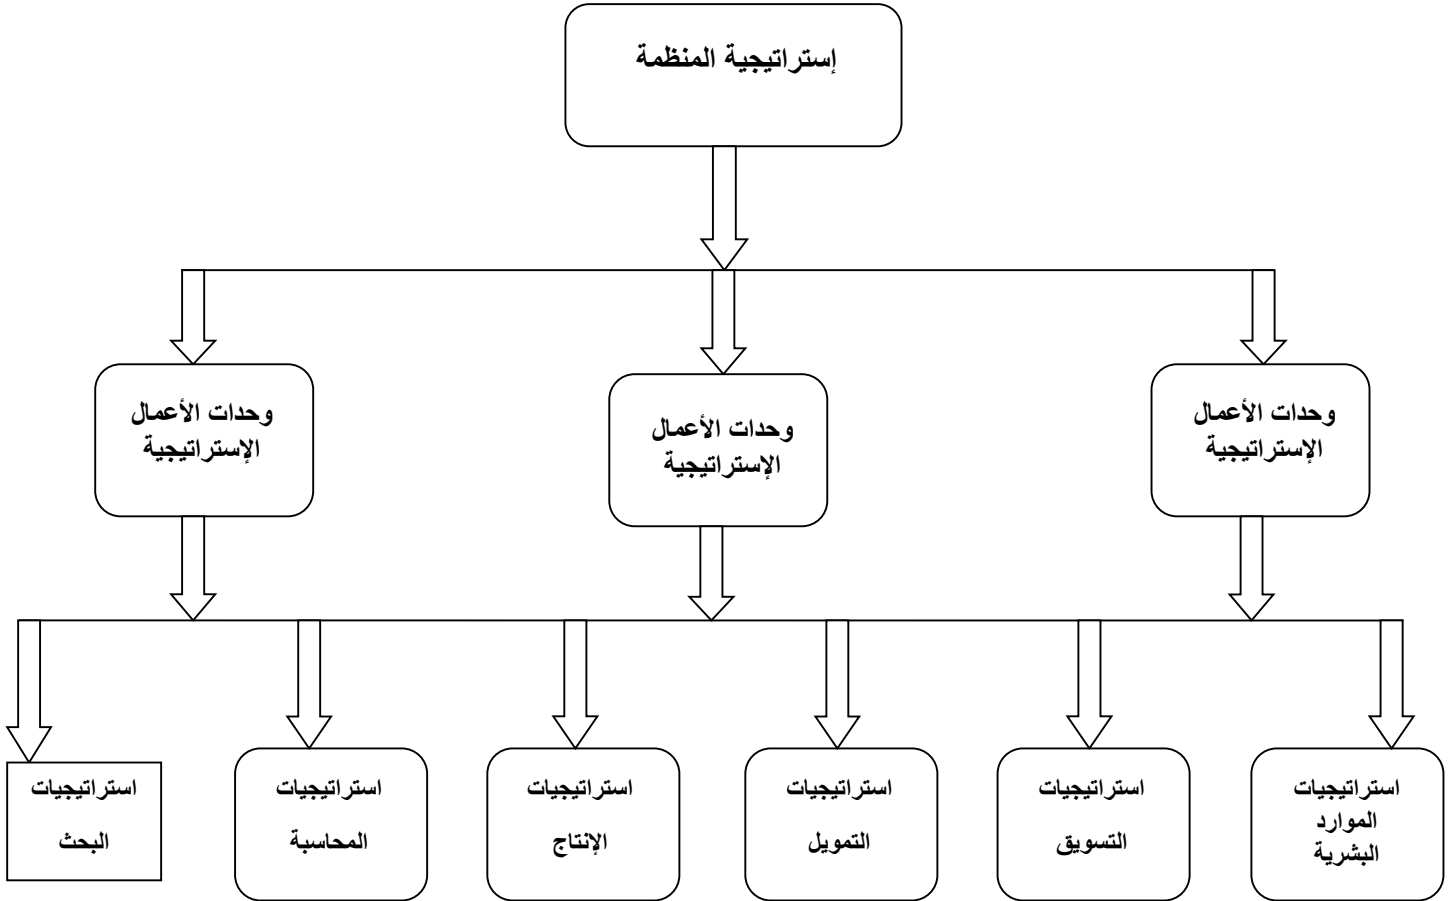 إستراتيجية المنظمة
وحدات الأعمال
الإستراتيجية
وحدات الأعمال
الإستراتيجية
وحدات الأعمال
الإستراتيجية
استراتيجيات
الموارد
البشرية
استراتيجيات
التسويق
استراتيجيات
التمويل
استراتيجيات
الإنتاج
استراتيجيات
المحاسبة
استراتيجيات
البحث